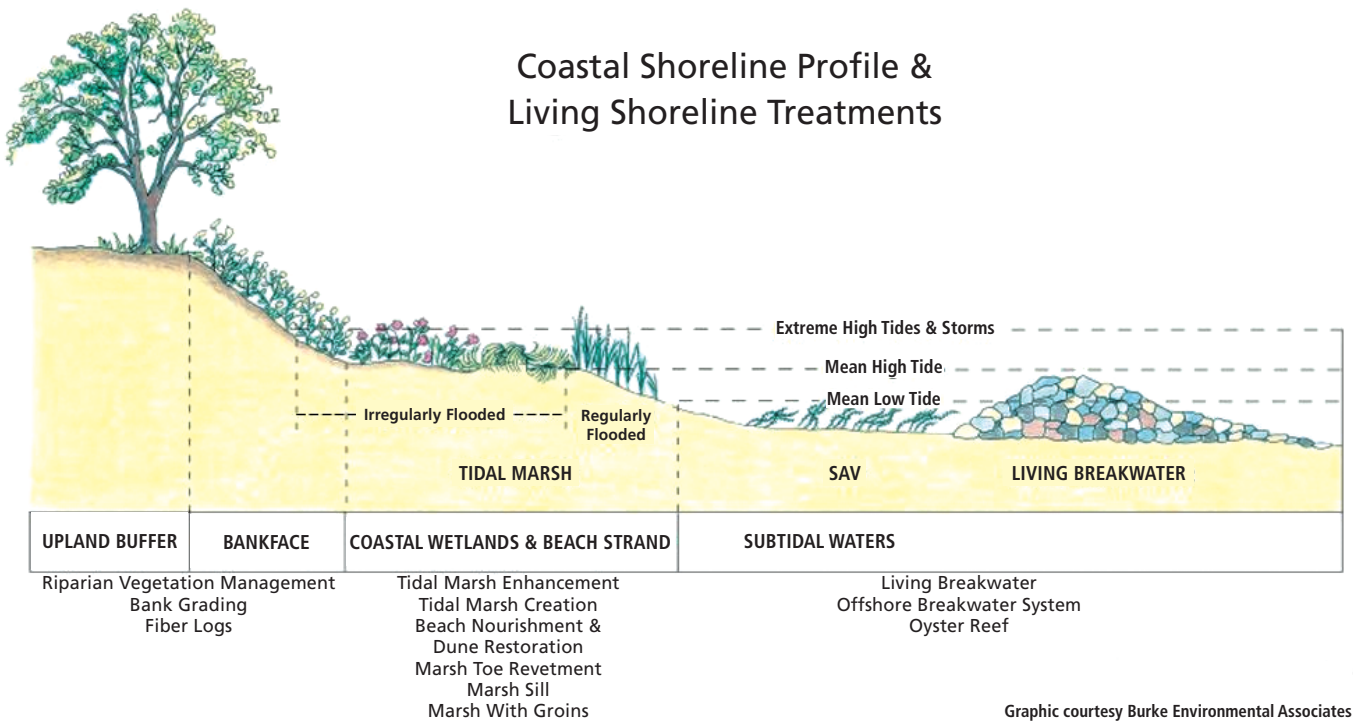 Coastal Shoreline Profile &
Living Shoreline Treatments
Extreme High Tides & Storms
Mean High Tide
Mean Low Tide
Irregularly Flooded
Regularly
Flooded
TIDAL MARSH
SAV
LIVING BREAKWATER
UPLAND BUFFER
BANKFACE
COASTAL WETLANDS & BEACH STRAND
SUBTIDAL WATERS
Riparian Vegetation Management
Bank Grading
Fiber Logs
Tidal Marsh Enhancement
Tidal Marsh Creation
Beach Nourishment &
Dune Restoration
Marsh Toe Revetment
Marsh Sill
Marsh With Groins
Living Breakwater
Offshore Breakwater System
Oyster Reef
Graphic courtesy Burke Environmental Associates